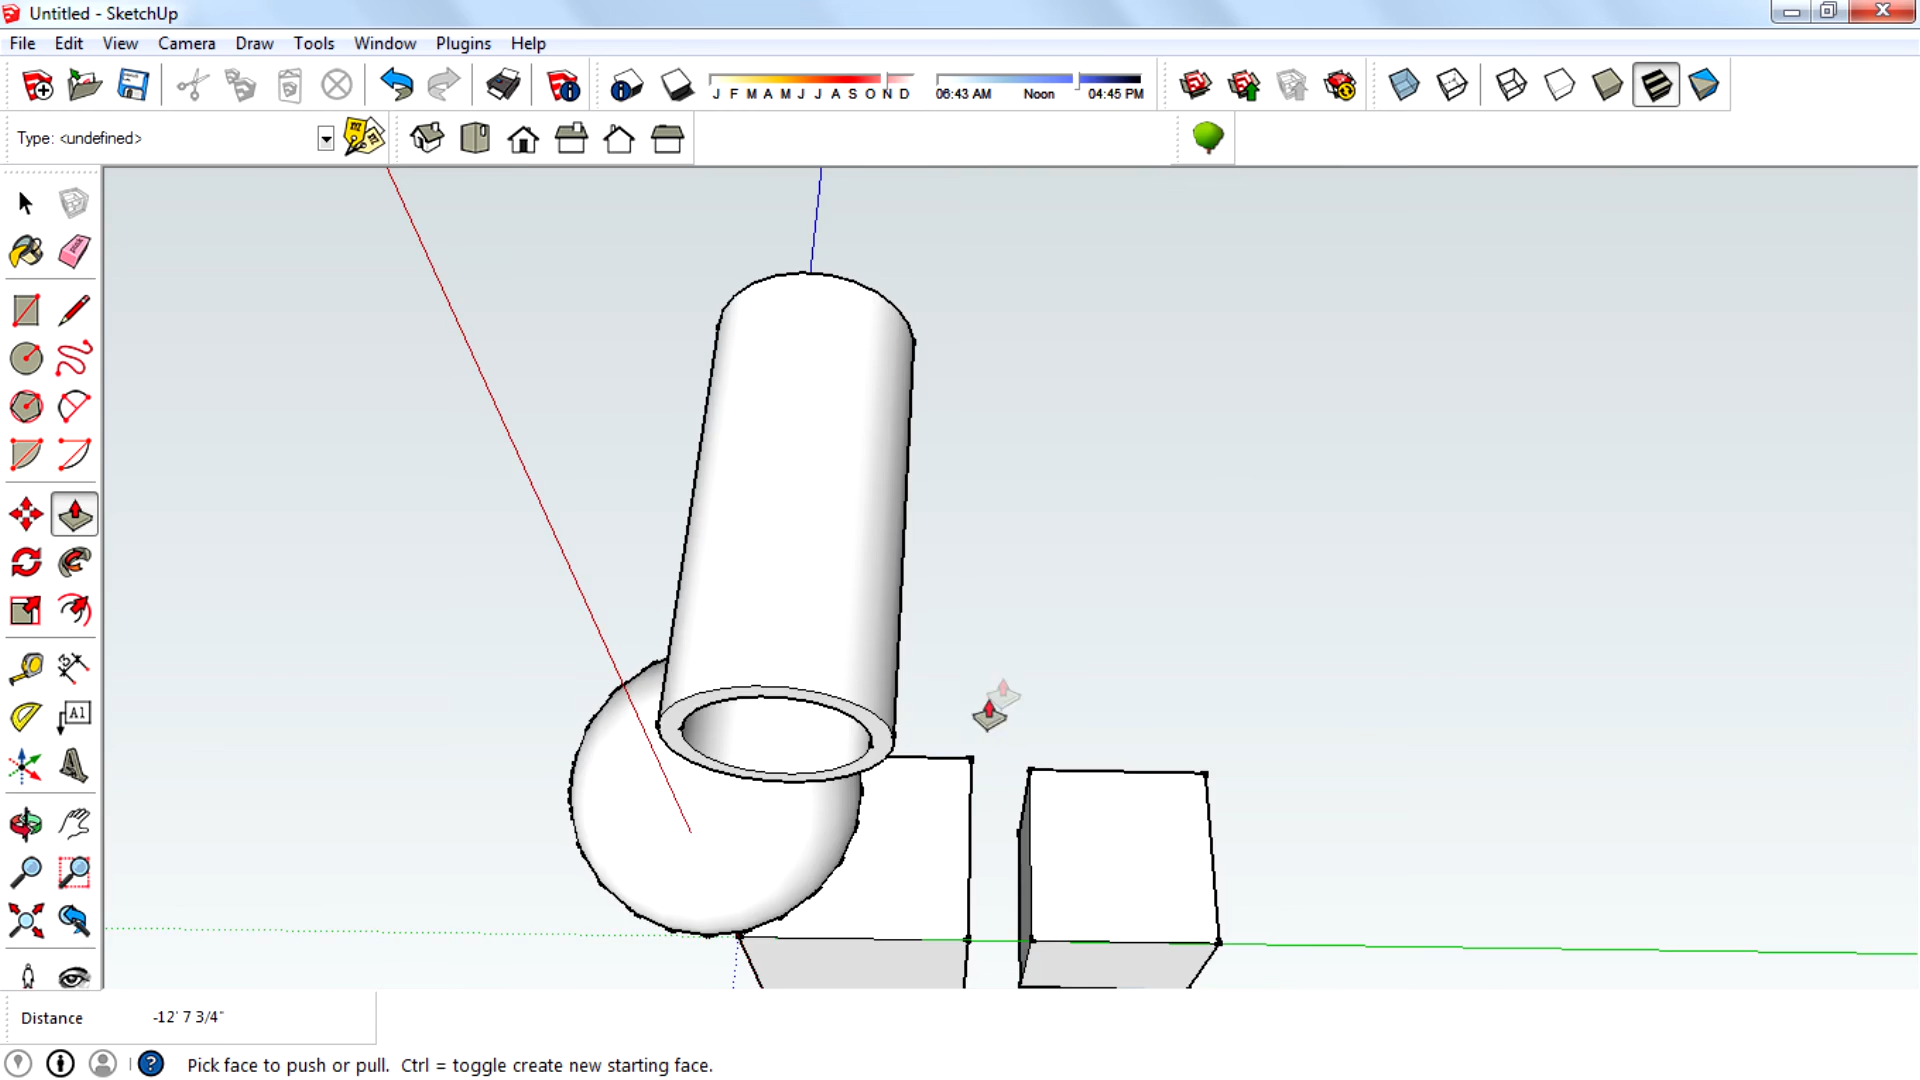 Untitled - SketchUp
File Edit View Camera Draw Tools Window Plugins Help
J F M A M J J A S O N D 06:43 AM Noon 04:45 PM
Type: <undefined>
A1
Distance -12' 7 3/4"
Pick face to push or pull. Ctrl = toggle create new starting face.